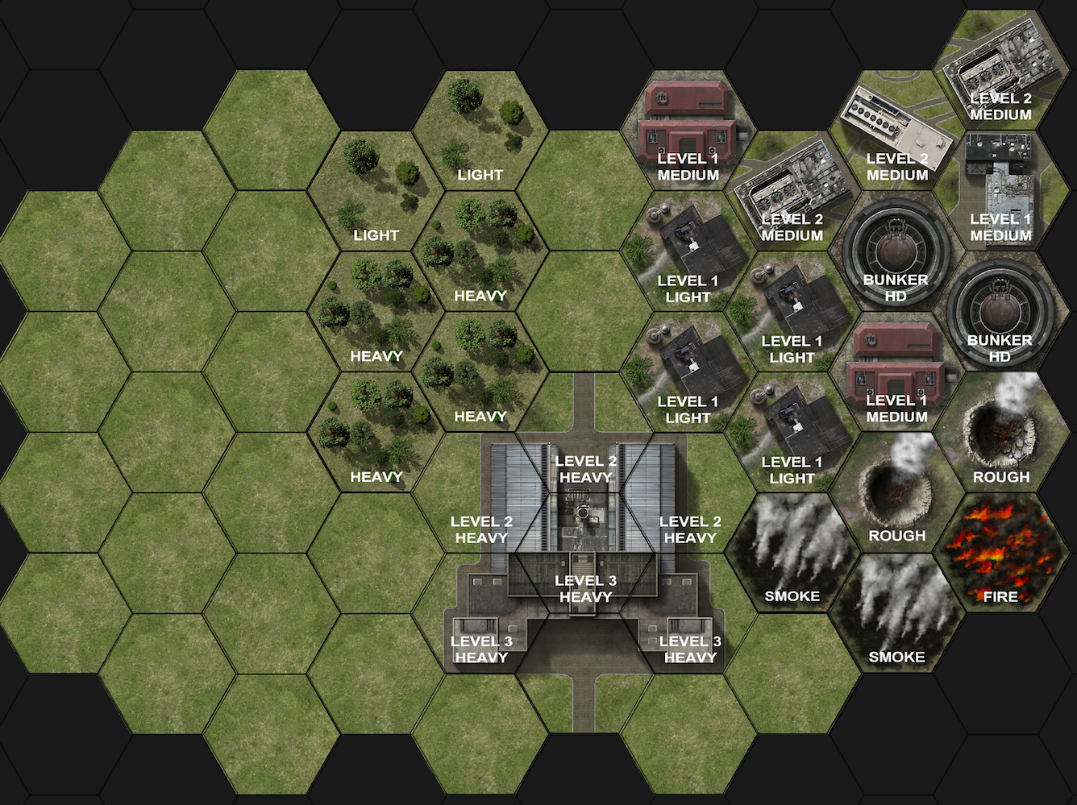 LEVEL 2
MEDIUM
LIGHT
LEVEL 1
MEDIUM
LEVEL 2
MEDIUM
LIGHT
LEVEL 2
MEDIUM
LEVEL 1
MEDIUM
HEAVY
LEVEL 1
LIGHT
BUNKER
HD
HEAVY
LEVEL 1
LIGHT
BUNKER
HD
HEAVY
LEVEL 1
LIGHT
LEVEL 1
MEDIUM
HEAVY
LEVEL 2
HEAVY
LEVEL 1
LIGHT
ROUGH
LEVEL 2
HEAVY
LEVEL 2
HEAVY
ROUGH
LEVEL 3
HEAVY
SMOKE
FIRE
LEVEL 3
HEAVY
LEVEL 3
HEAVY
SMOKE